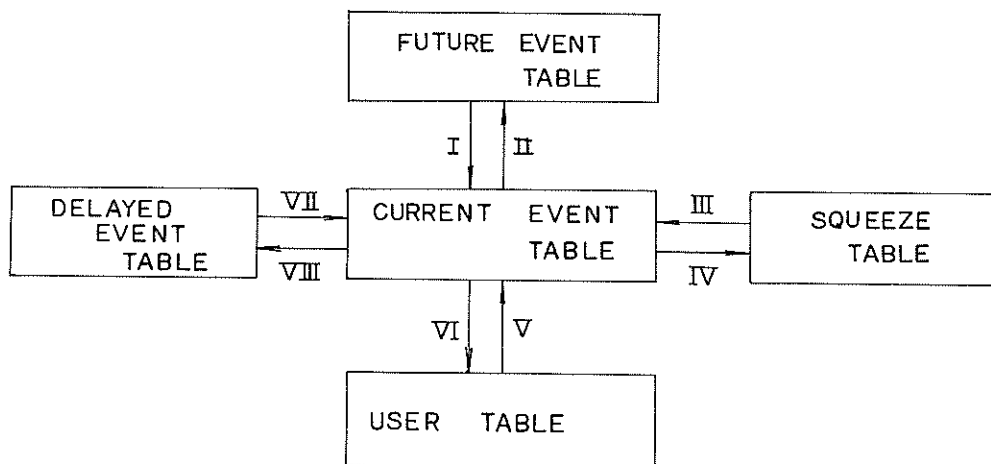 FUTURE EVENT
TABLE
I
II
DELAYED
EVENT
TABLE
VII
VIII
CURRENT EVENT
TABLE
III
IV
SQUEEZE
TABLE
VI
V
USER TABLE